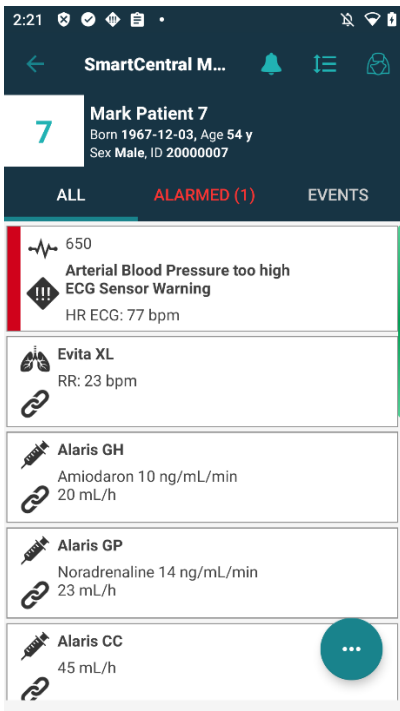 2:21
SmartCentral M...
7
Mark Patient 7
Born 1967-12-03, Age 54 y
Sex Male, ID 20000007
ALL
ALARMED (1)
EVENTS
650
Arterial Blood Pressure too high
ECG Sensor Warning
HR ECG: 77 bpm
Evita XL
RR: 23 bpm
Alaris GH
Amiodaron 10 ng/mL/min
20 mL/h
Alaris GP
Noradrenaline 14 ng/mL/min
23 mL/h
Alaris CC
45 mL/h